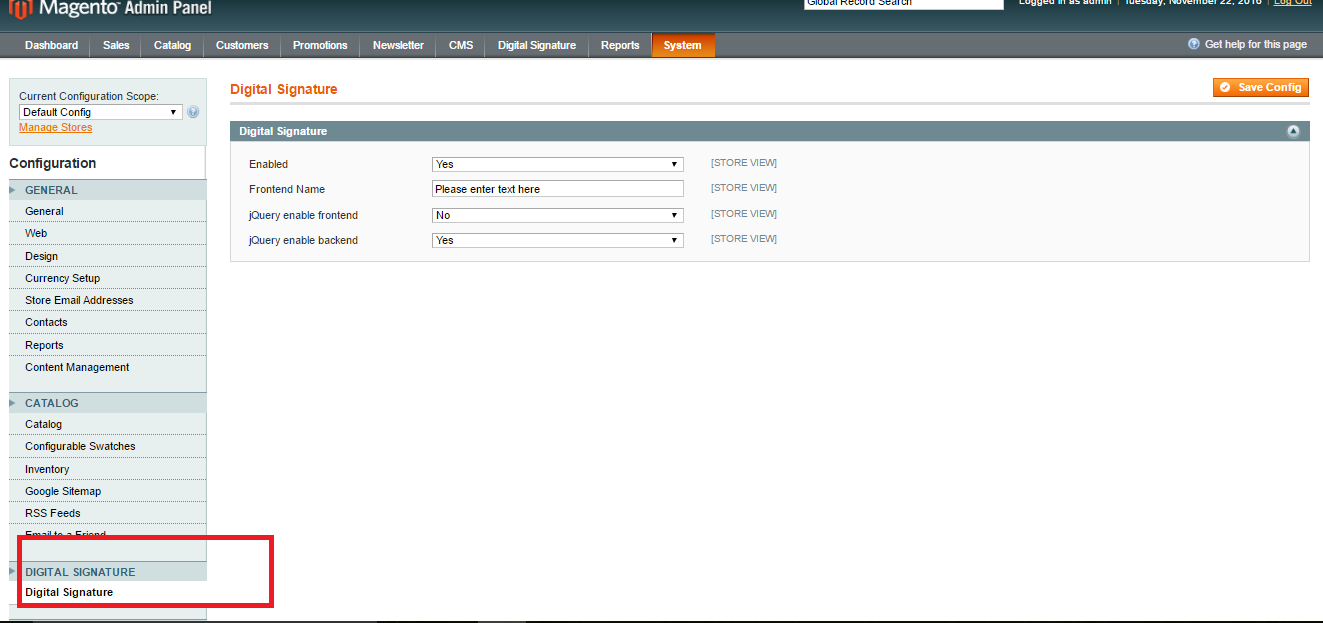 Magento Admin Panel
Global Record Search
Logged in as admin | Tuesday, November 22, 2016 | Log Out
Dashboard Sales Catalog Customers Promotions Newsletter CMS Digital Signature Reports System Get help for this page
Current Configuration Scope:
Default Config
Manage Stores
Configuration
GENERAL
General
Web
Design
Currency Setup
Store Email Addresses
Contacts
Reports
Content Management
CATALOG
Catalog
Configurable Swatches
Inventory
Google Sitemap
RSS Feeds
Email to a Friend
DIGITAL SIGNATURE
Digital Signature
Digital Signature
Save Config
Digital Signature
Enabled Yes [STORE VIEW]
Frontend Name Please enter text here [STORE VIEW]
jQuery enable frontend No [STORE VIEW]
jQuery enable backend Yes [STORE VIEW]